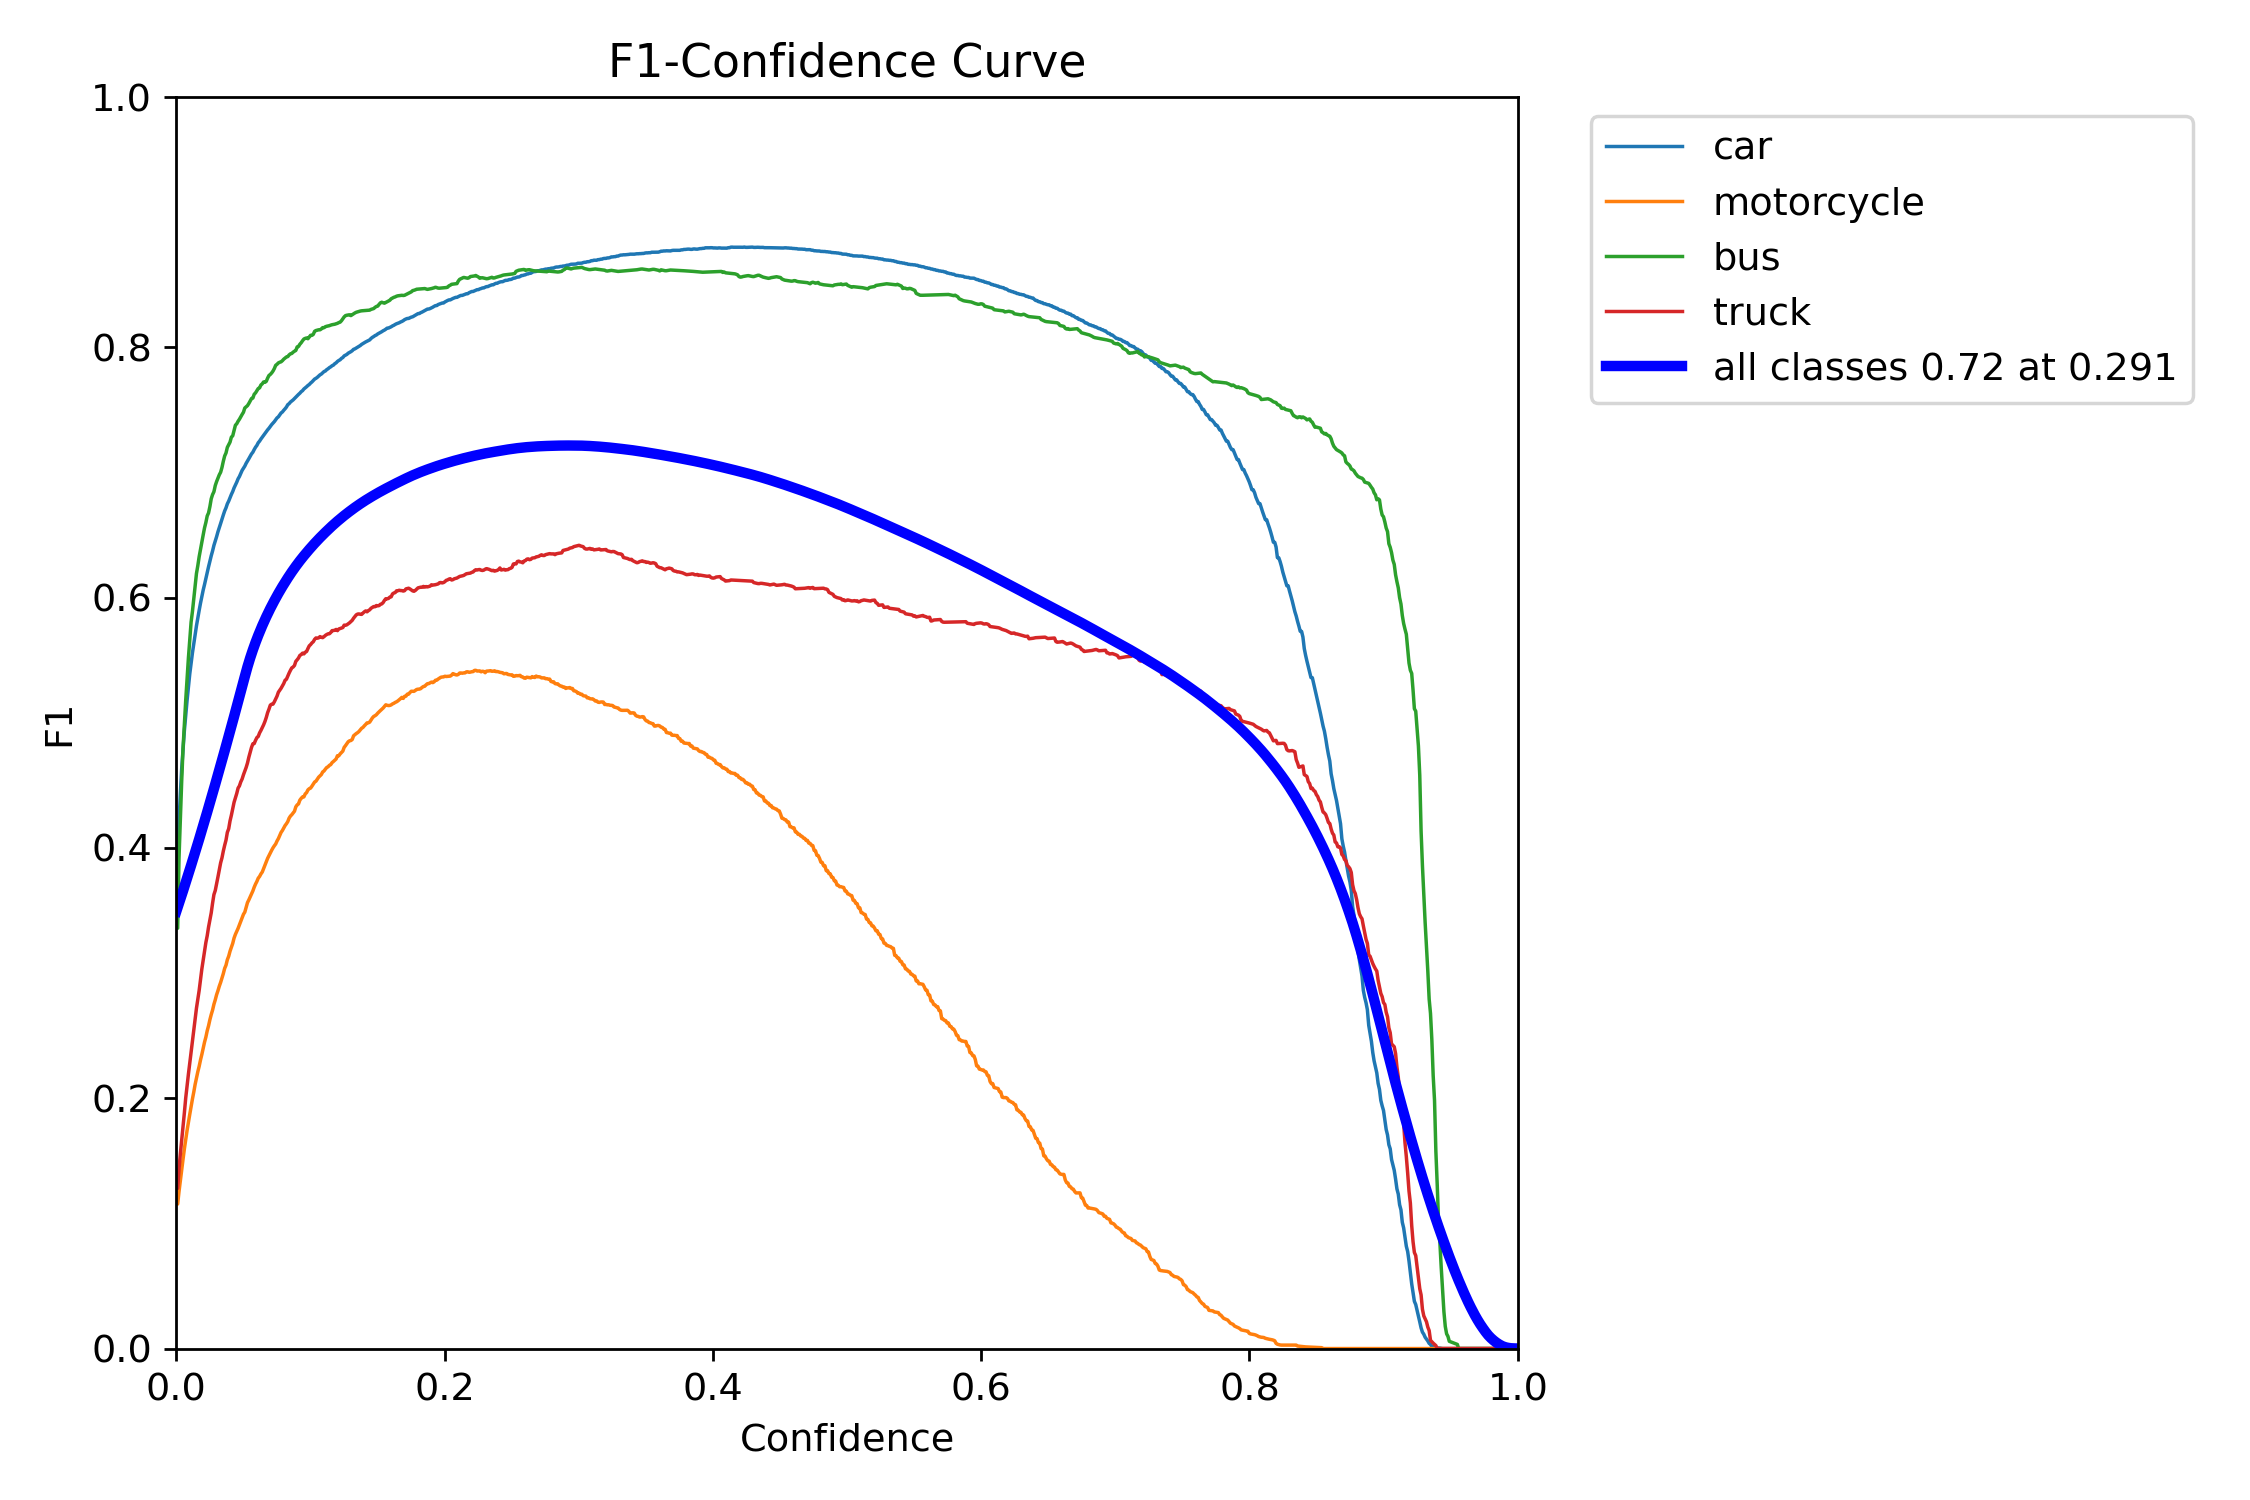 F1-Confidence Curve
1.0
0.8
0.6
0.4
0.2
0.0
F1
0.0 0.2 0.4 0.6 0.8 1.0
Confidence
car
motorcycle
bus
truck
all classes 0.72 at 0.291